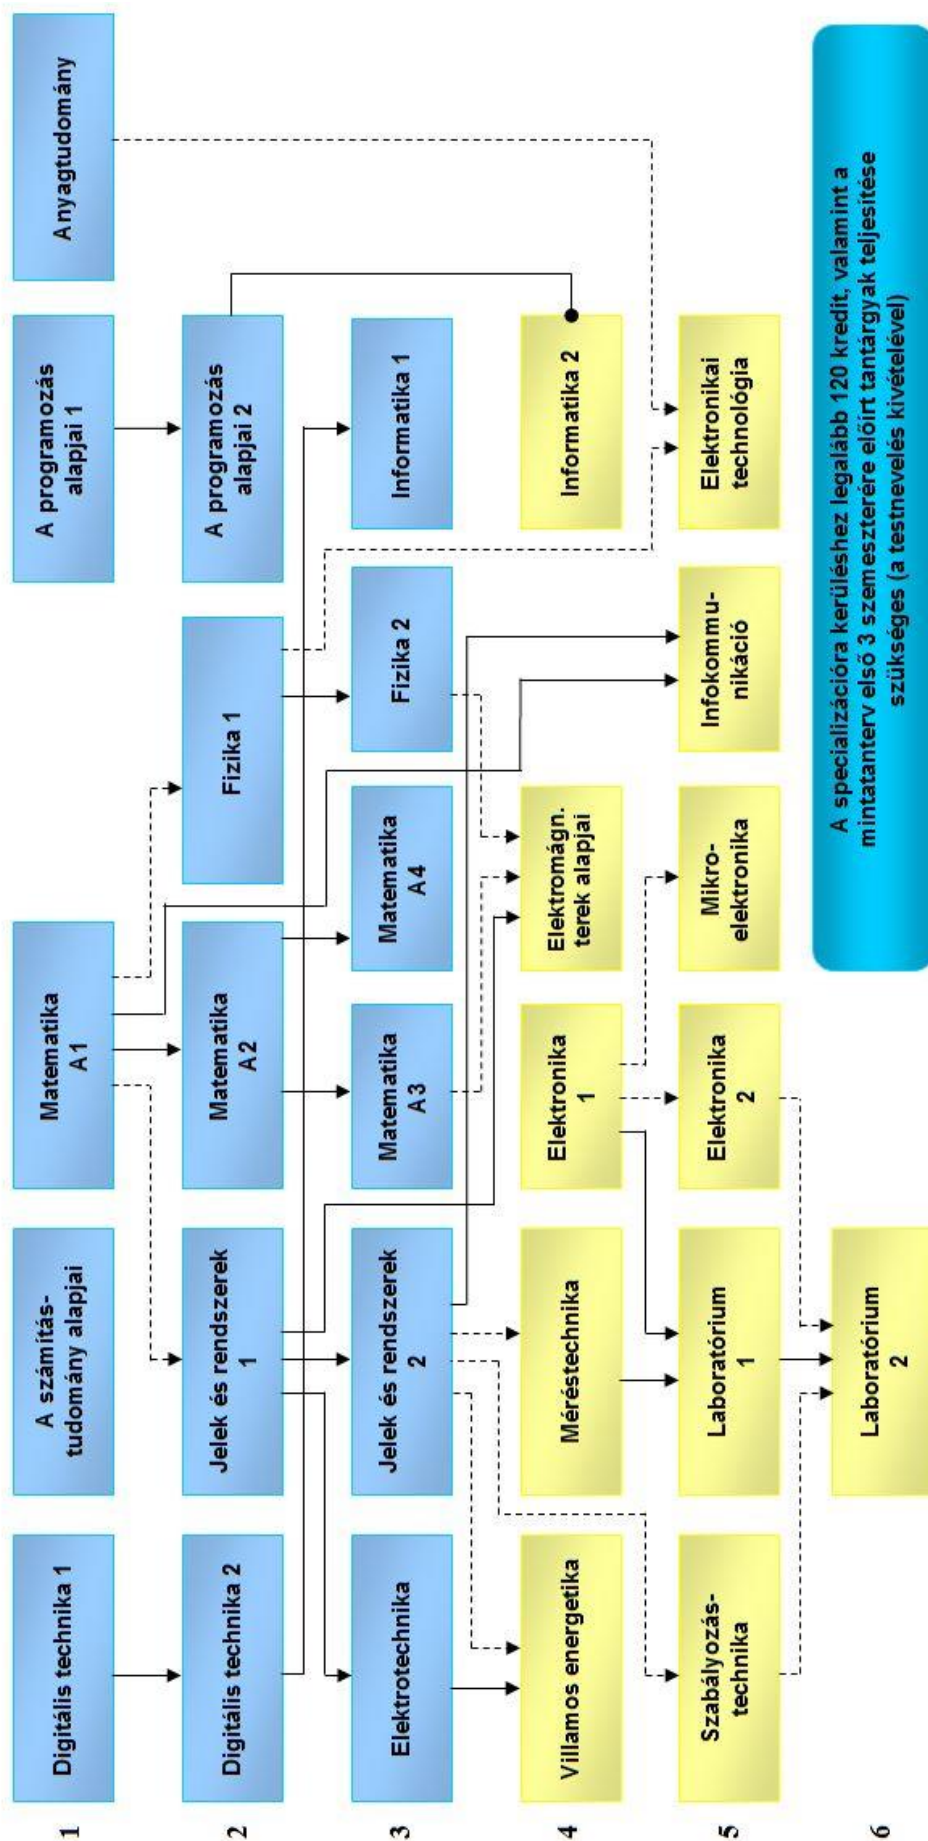 1
Digitális technika 1
A számítás-
tudomány alapjai
Matematika
A1
A programozás
alapjai 1
Anyagtudomány
2
Digitális technika 2
Jelek és rendszerek
1
Matematika
A2
Fizika 1
A programozás
alapjai 2
3
Elektrotechnika
Jelek és rendszerek
2
Matematika
A3
Matematika
A4
Fizika 2
Informatika 1
4
Villamos energetika
Méréstechnika
Elektronika
1
Elektromágn.
terek alapjai
Informatika 2
5
Szabályozás-
technika
Laboratórium
1
Elektronika
2
Mikro-
elektronika
Infokommu-
nikáció
Elektronikai
technológia
6
Laboratórium
2
A specializációra kerüléshez legalább 120 kredit, valamint a
mintatanterv első 3 szemeszterére előírt tantárgyak teljesítése
szükséges (a testnevelés kivételével)